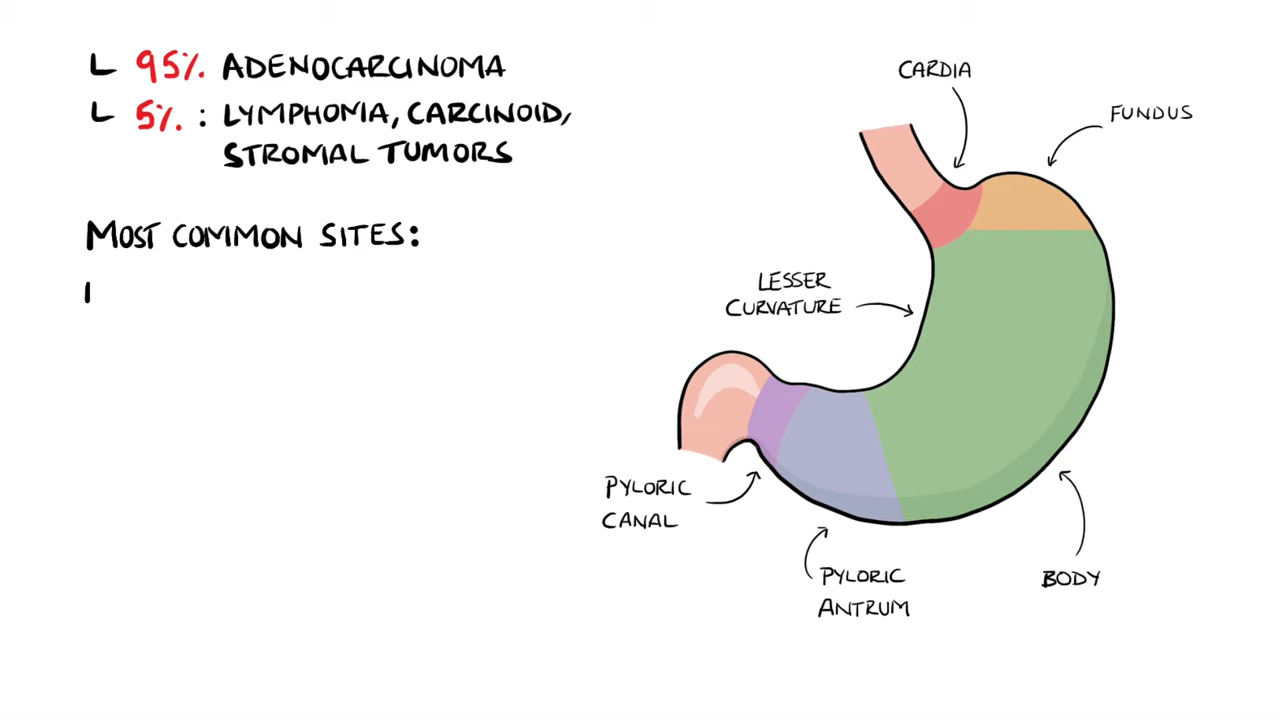 95% ADENOCARCINOMA
5% : LYMPHOMA, CARCINOID,
STROMAL TUMORS
MOST COMMON SITES:
CARDIA
FUNDUS
LESSER
CURVATURE
PYLORIC
CANAL
PYLORIC
ANTRUM
BODY